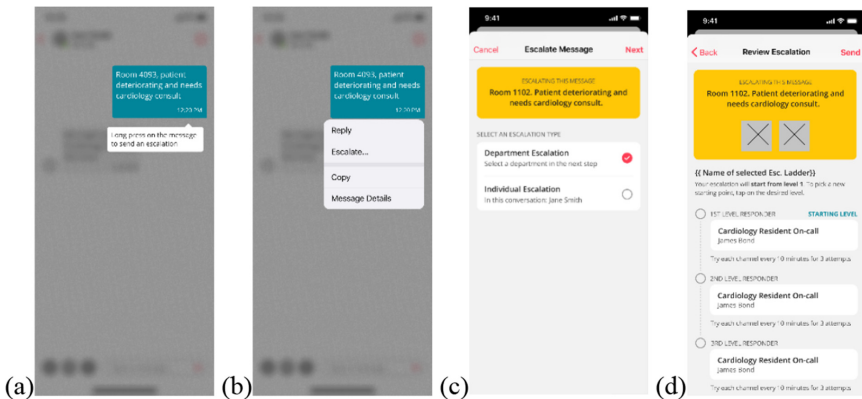 Room 4093, patient
deteriorating and needs
cardiology consult.
12:20 PM
Long press on the message
to send an escalation
(a)
Room 4093, patient
deteriorating and needs
cardiology consult.
12:20 PM
Reply
Escalate...
Copy
Message Details
(b)
9:41
Cancel
Escalate Message
Next
ESCALATING THIS MESSAGE
Room 1102. Patient deteriorating and
needs cardiology consult.
SELECT AN ESCALATION TYPE
Department Escalation
Select a department in the next step
Individual Escalation
In this conversation: Jane Smith
(c)
9:41
Back
Review Escalation
Send
ESCALATING THIS MESSAGE
Room 1102. Patient deteriorating and
needs cardiology consult.
{{ Name of selected Esc. Ladder}}
Your escalation will start from level 1. To pick a new
starting point, tap on the desired level.
1ST LEVEL RESPONDER STARTING LEVEL
Cardiology Resident On-call
James Bond
Try each channel every 10 minutes for 3 attempts
2ND LEVEL RESPONDER
Cardiology Resident On-call
James Bond
Try each channel every 10 minutes for 3 attempts
3RD LEVEL RESPONDER
Cardiology Resident On-call
James Bond
Try each channel every 10 minutes for 3 attempts
(d)